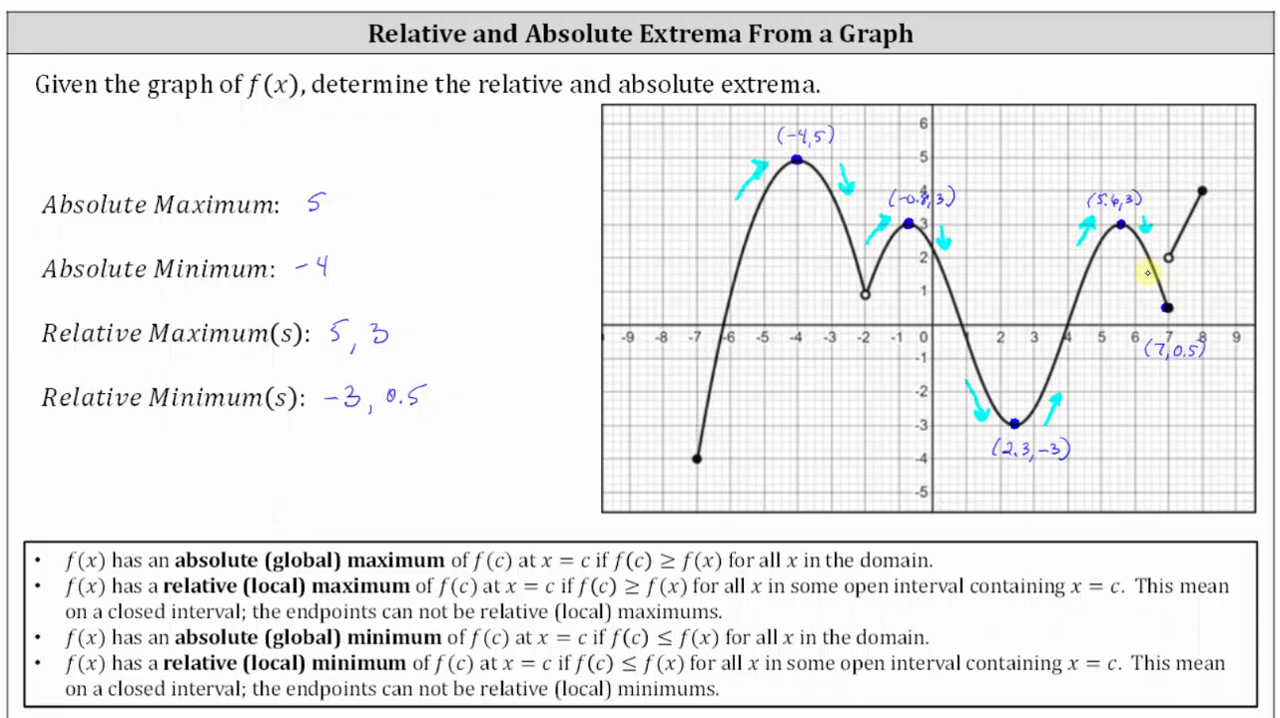 Relative and Absolute Extrema From a Graph
Given the graph of f(x), determine the relative and absolute extrema.
Absolute Maximum: 5
Absolute Minimum: -4
Relative Maximum(s): 5, 3
Relative Minimum(s): -3, 0.5
(-4,5)
(-0.8,3)
(5.6,3)
6
5
4
3
2
1
-9 -8 -7 -6 -5 -4 -3 -2 -1 0 1 2 3 4 5 6 7 8 9
(7,0.5)
-1
-2
-3
(2.3,-3)
-4
-5
• f(x) has an absolute (global) maximum of f(c) at x = c if f(c) ≥ f(x) for all x in the domain.
• f(x) has a relative (local) maximum of f(c) at x = c if f(c) ≥ f(x) for all x in some open interval containing x = c. This mean
on a closed interval; the endpoints can not be relative (local) maximums.
• f(x) has an absolute (global) minimum of f(c) at x = c if f(c) ≤ f(x) for all x in the domain.
• f(x) has a relative (local) minimum of f(c) at x = c if f(c) ≤ f(x) for all x in some open interval containing x = c. This mean
on a closed interval; the endpoints can not be relative (local) minimums.